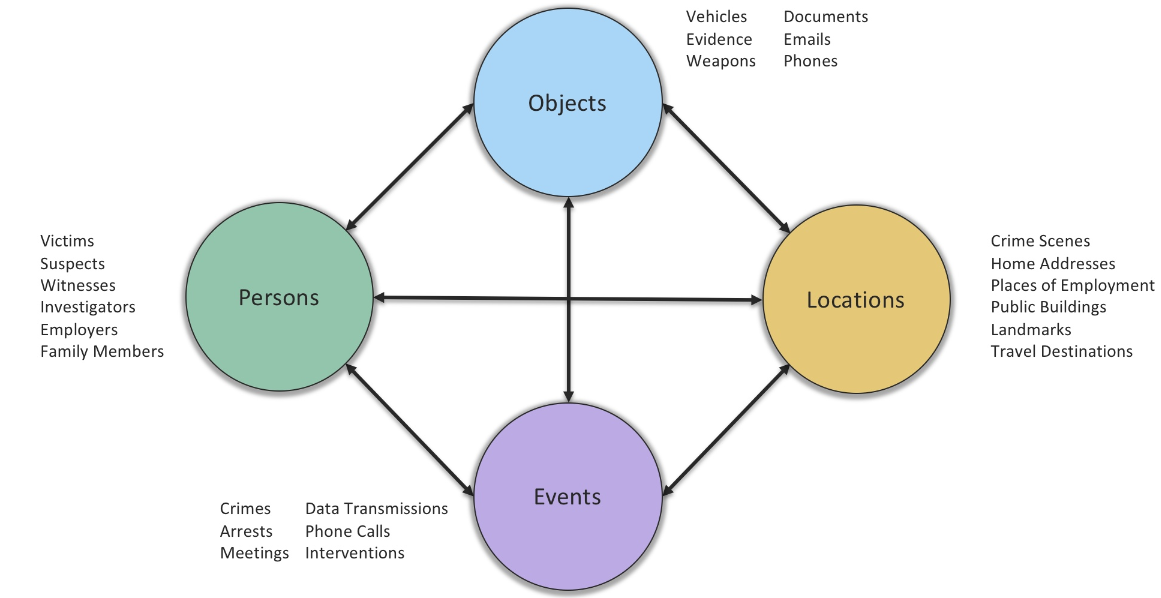 Vehicles Documents
Evidence Emails
Weapons Phones
Objects
Victims
Suspects
Witnesses
Investigators
Employers
Family Members
Persons
Locations
Crime Scenes
Home Addresses
Places of Employment
Public Buildings
Landmarks
Travel Destinations
Events
Crimes Data Transmissions
Arrests Phone Calls
Meetings Interventions